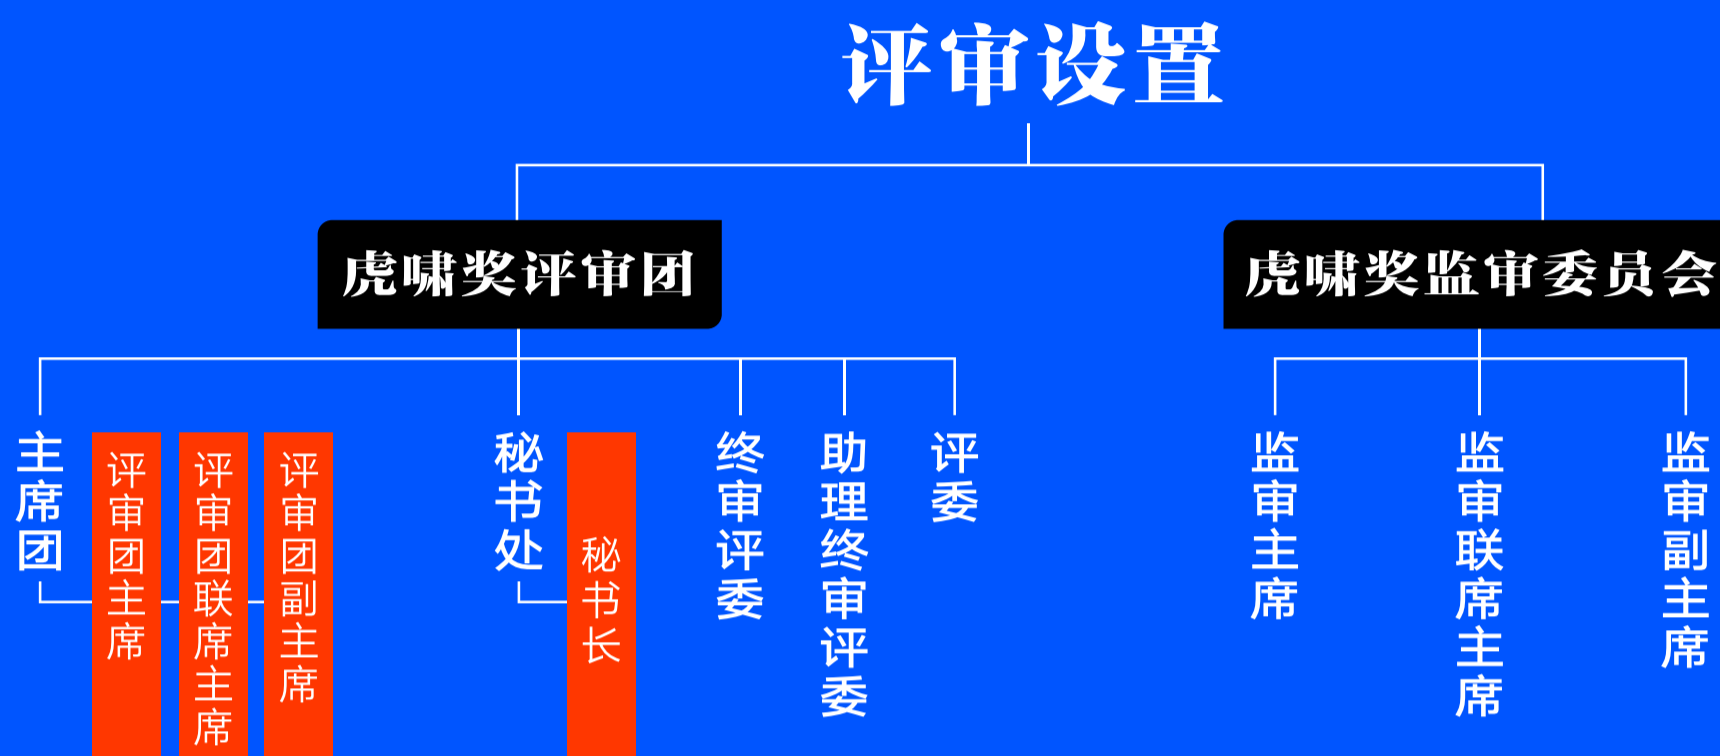 评审设置
虎啸奖评审团
虎啸奖监审委员会
主席团
评审团主席
评审团联席主席
评审团副主席
秘书处
秘书长
终审评委
助理终审评委
评委
监审主席
监审联席主席
监审副主席